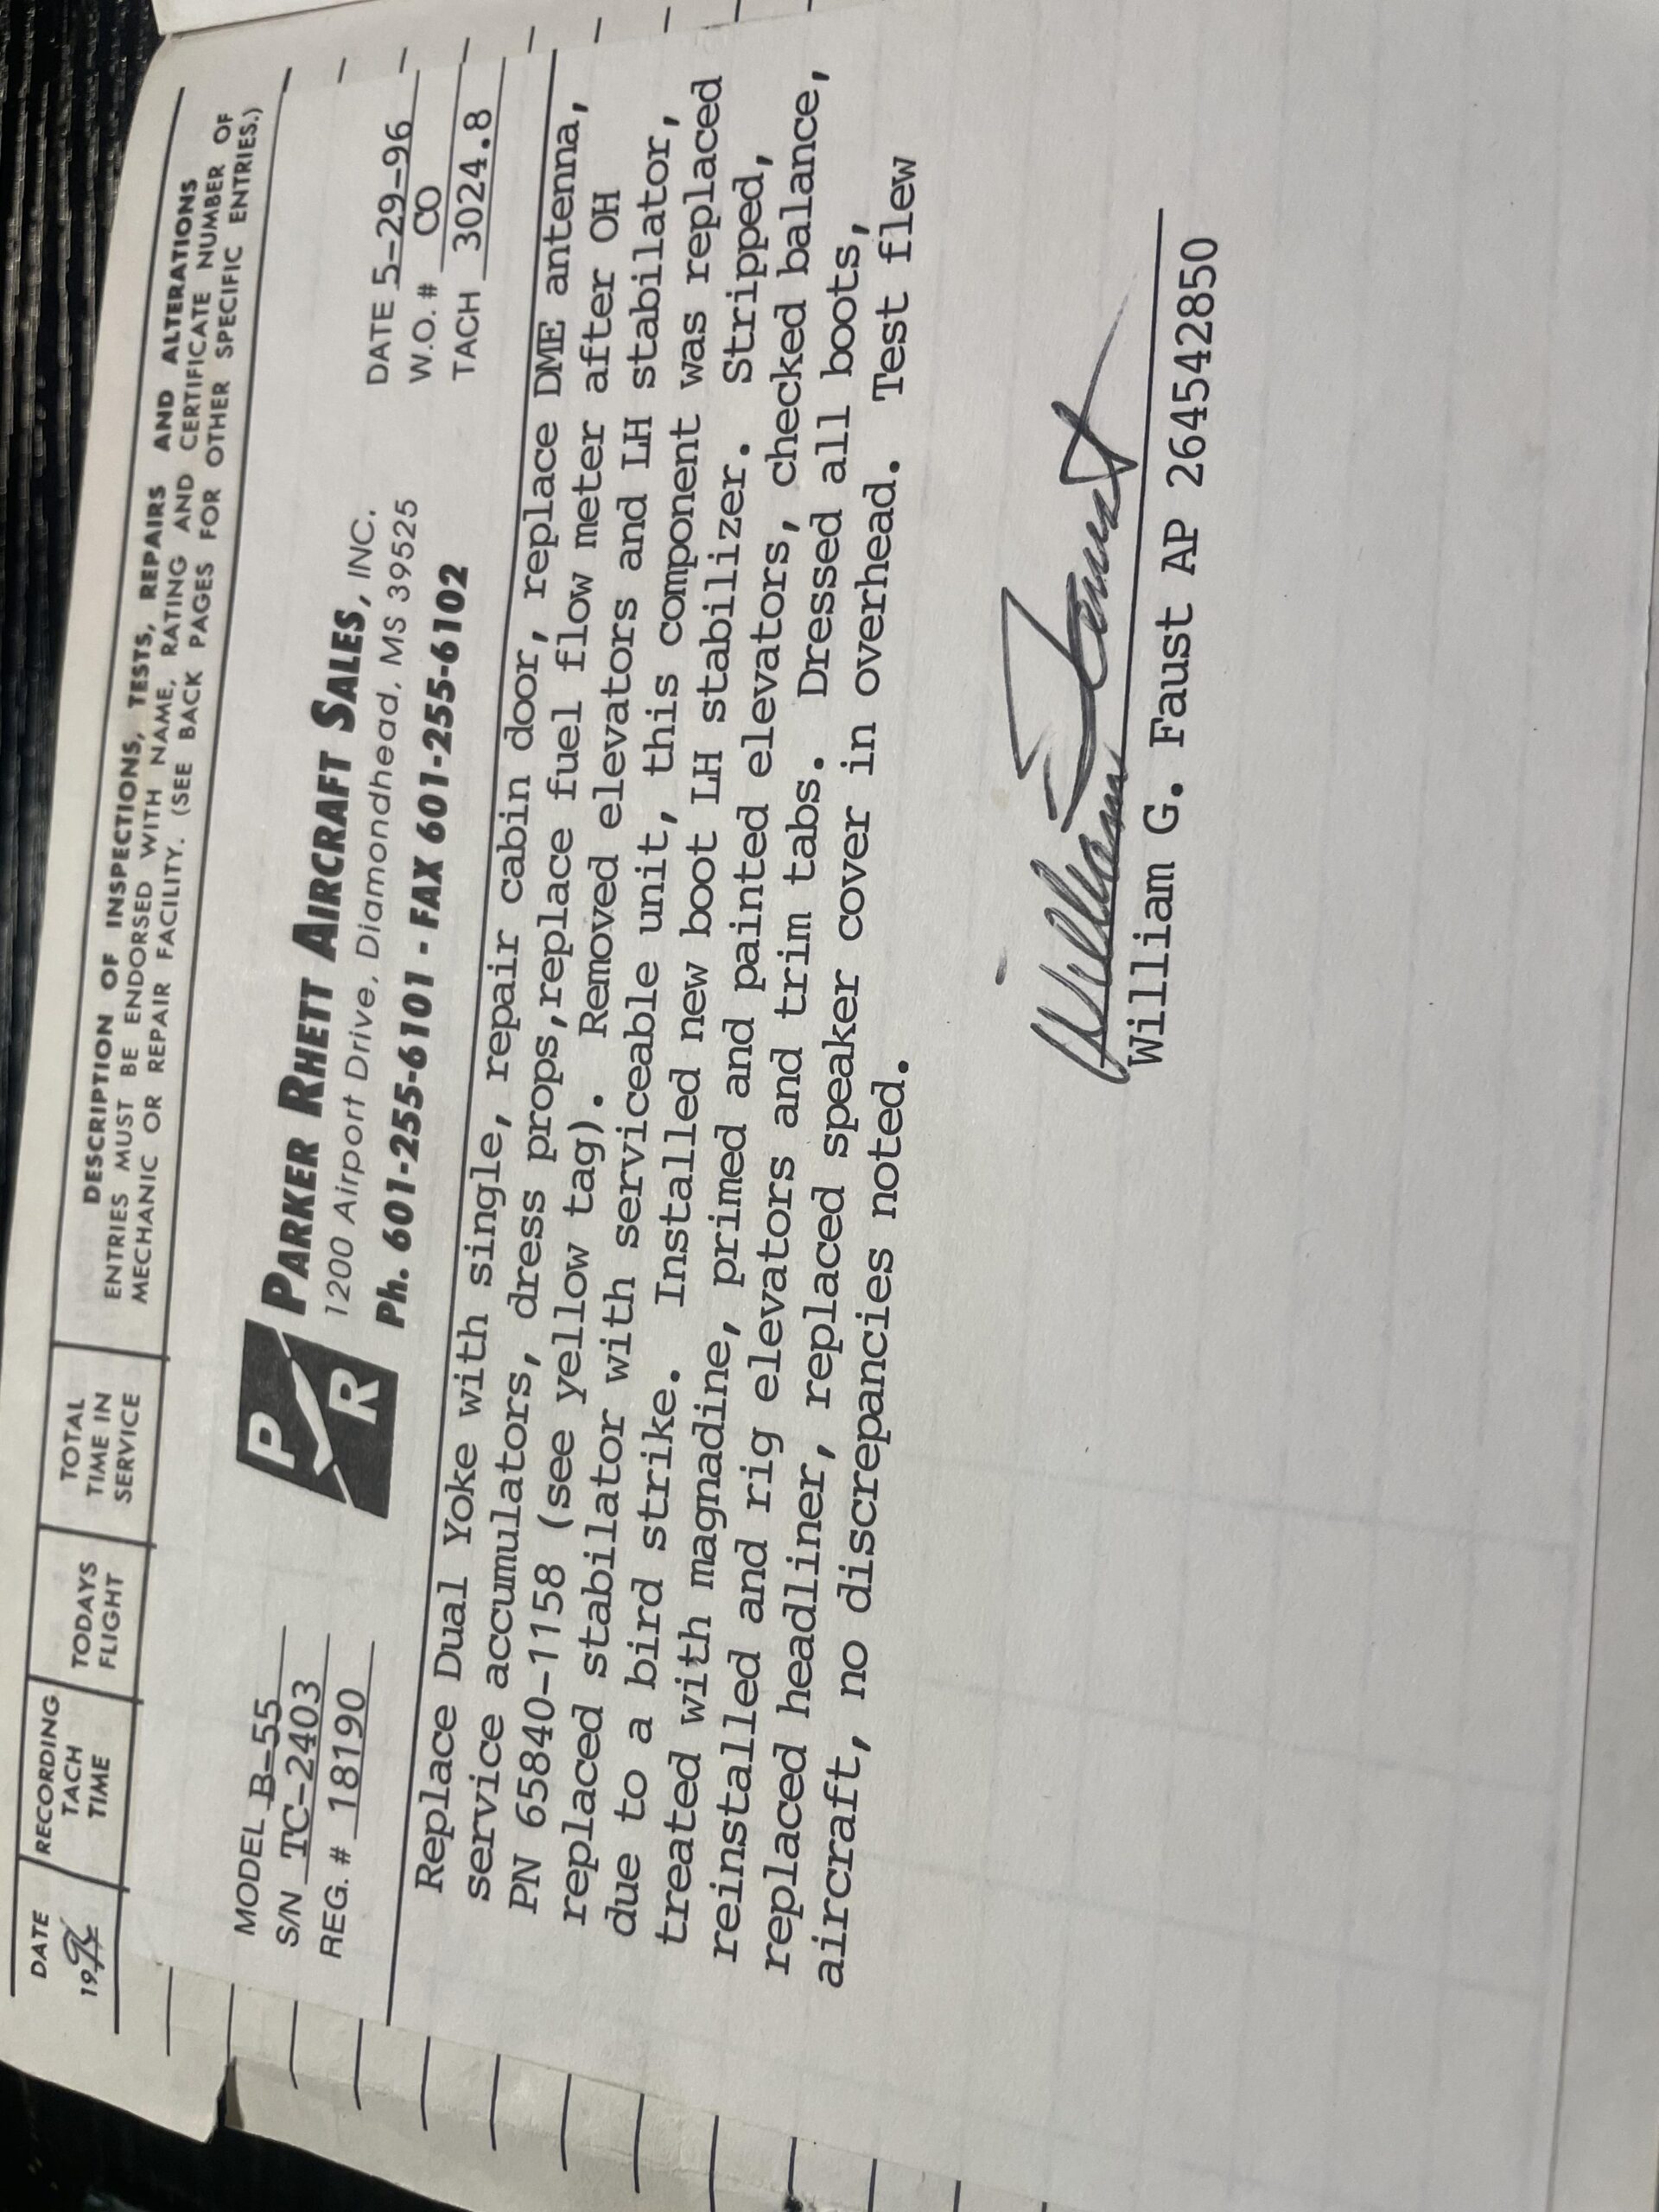 DATE
19 96
RECORDING
TACH
TIME
TODAYS
FLIGHT
TOTAL
TIME IN
SERVICE
DESCRIPTION OF INSPECTIONS, TESTS, REPAIRS AND ALTERATIONS
ENTRIES MUST BE ENDORSED WITH NAME, RATING AND CERTIFICATE NUMBER OF
MECHANIC OR REPAIR FACILITY. (SEE BACK PAGES FOR OTHER SPECIFIC ENTRIES.)
MODEL B-55
S/N TC-2403
REG. # 18190
PR
PARKER RHETT AIRCRAFT SALES, INC.
1200 Airport Drive, Diamondhead, MS 39525
Ph. 601-255-6101 - FAX 601-255-6102
DATE 5-29-96
W.O. # CO
TACH 3024.8
Replace Dual Yoke with single, repair cabin door, replace DME antenna,
service accumulators, dress props,replace fuel flow meter after OH
PN 65840-1158 (see yellow tag). Removed elevators and LH stabilator,
replaced stabilator with serviceable unit, this component was replaced
due to a bird strike. Installed new boot LH stabilizer. Stripped,
treated with magnadine, primed and painted elevators, checked balance,
reinstalled and rig elevators and trim tabs. Dressed all boots,
replaced headliner, replaced speaker cover in overhead. Test flew
aircraft, no discrepancies noted.
William Faust
William G. Faust AP 264542850